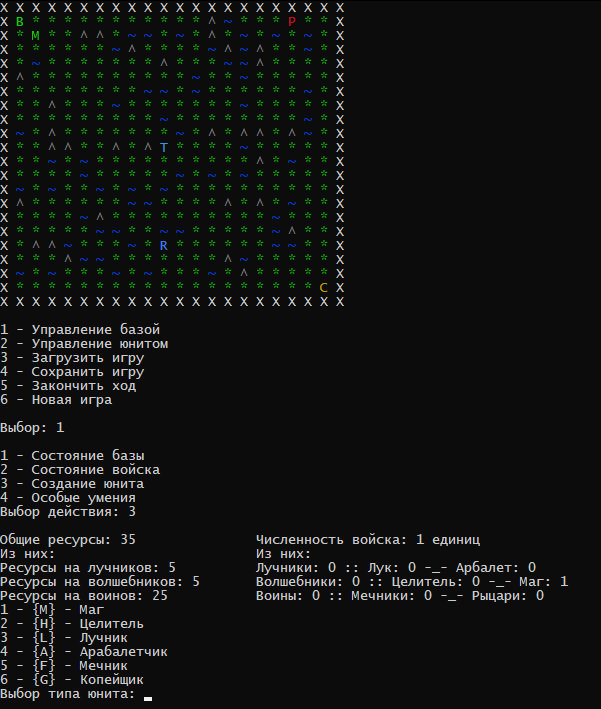 X X X X X X X X X X X X X X X X X X X X X X
X B * * * * * * * * * * * ^ ~ * * * P * * X
X * M * * ^ ^ * ~ ~ * ~ * ^ * ~ * ~ * ~ * X
X * * * * * * ~ ^ * * * * ~ ^ ~ ^ * * ~ * X
X * ~ * * * * * * * ^ * * * ~ ~ ^ * * * * X
X ^ * * * * * * * * * * ~ * * ~ * * * * * X
X * * * * * * * * ~ ~ * ~ * * * * * * ~ * X
X * * ^ * * * ~ * * * * * * * ~ * * * * * X
X * * * * * * * * * ~ * * * * * * * * ~ * X
X ~ * ^ * * * * * * * ~ * ^ * ^ ^ * ^ ~ * X
X * * ^ ^ * * ^ * ^ T * * * * ~ * * * * * X
X * * ~ * ~ * * * * * * * * * * ^ * ~ * * X
X * * * * ~ * * * * * ~ * ~ * ~ * * * * * X
X ~ * ~ * * ~ * ~ * ~ * * * * * * * * * * X
X ^ * * * * * * ~ ~ * * * * ^ * ^ * ~ * * X
X * * * * ~ ^ * * * * * * * * * * ~ * * * X
X * * * * * ~ ~ * * ~ ~ * * * * * ~ ^ * * X
X * ^ ^ ~ * * * ~ * R * * * * * * ~ ~ * * X
X * * * ^ ~ ~ * * ~ ~ * * * ^ ~ * * * * * X
X ~ * ~ * * * ~ * ~ * * * ~ * ^ * * * * * X
X * * * * * * * * * * * * * * * * * * * C X
X X X X X X X X X X X X X X X X X X X X X X
1 - Управление базой
2 - Управление юнитом
3 - Загрузить игру
4 - Сохранить игру
5 - Закончить ход
6 - Новая игра
Выбор: 1
1 - Состояние базы
2 - Состояние войска
3 - Создание юнита
4 - Особые умения
Выбор действия: 3
Общие ресурсы: 35 Численность войска: 1 единиц
Из них: Из них:
Ресурсы на лучников: 5 Лучники: 0 :: Лук: 0 -_- Арбалет: 0
Ресурсы на волшебников: 5 Волшебники: 0 :: Целитель: 0 -_- Маг: 1
Ресурсы на воинов: 25 Воины: 0 :: Мечники: 0 -_- Рыцари: 0
1 - {M} - Маг
2 - {H} - Целитель
3 - {L} - Лучник
4 - {A} - Арабалетчик
5 - {F} - Мечник
6 - {G} - Копейщик
Выбор типа юнита: